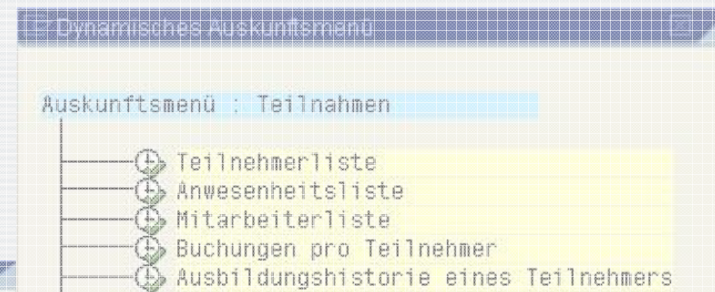 Dynamisches Auskunftsmenü
Auskunftsmenü : Teilnahmen
Teilnehmerliste
Anwesenheitsliste
Mitarbeiterliste
Buchungen pro Teilnehmer
Ausbildungshistorie eines Teilnehmers